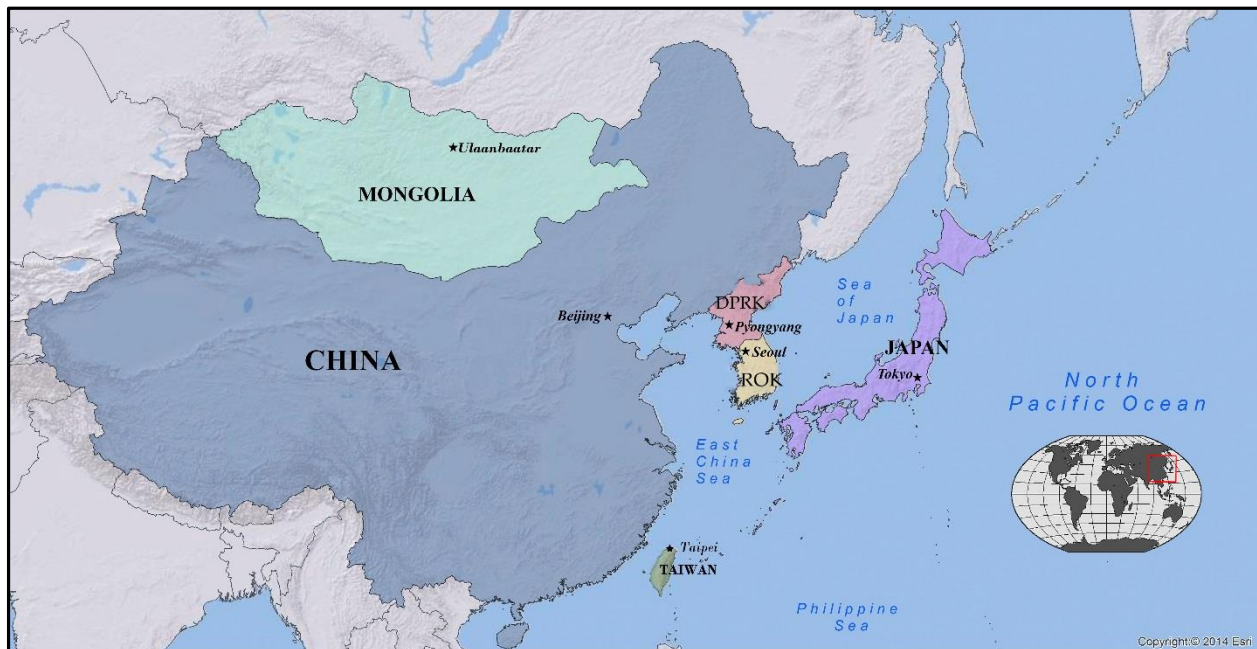 Ulaanbaatar
MONGOLIA
Sea
of
Japan
DPRK
Beijing
Pyongyang
CHINA
Seoul
JAPAN
ROK
Tokyo
North
Pacific Ocean
East
China
Sea
Taipei
TAIWAN
Philippine
Sea
Copyright:© 2014 Esri